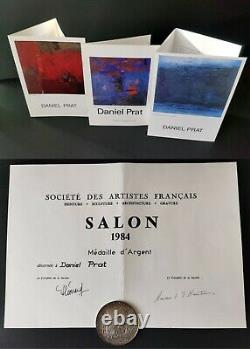 DANIEL PRAT
Daniel Prat
DANIEL PRAT
SOCIÉTÉ DES ARTISTES FRANÇAIS
PEINTURE • SCULPTURE • ARCHITECTURE • GRAVURE
SALON
1984
Médaille d'Argent
décernée à Daniel Prat